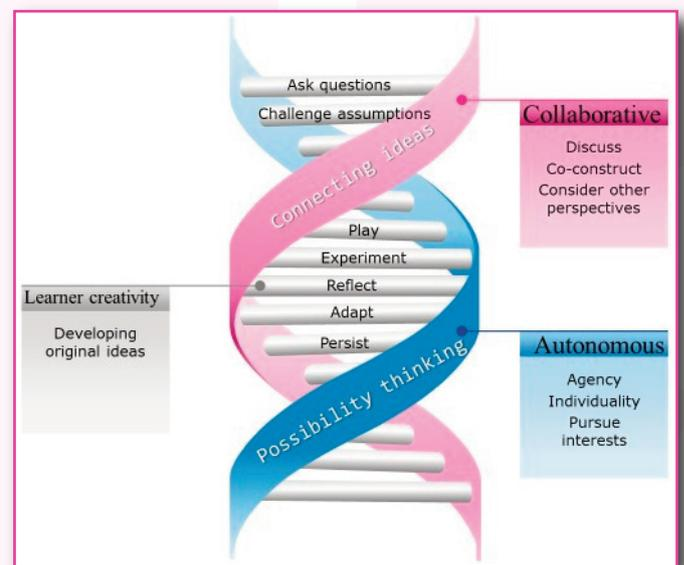 Ask questions
Challenge assumptions
Connecting ideas
Play
Experiment
Reflect
Adapt
Persist
Possibility thinking
Collaborative
Discuss
Co-construct
Consider other
perspectives
Learner creativity
Developing
original ideas
Autonomous
Agency
Individuality
Pursue
interests